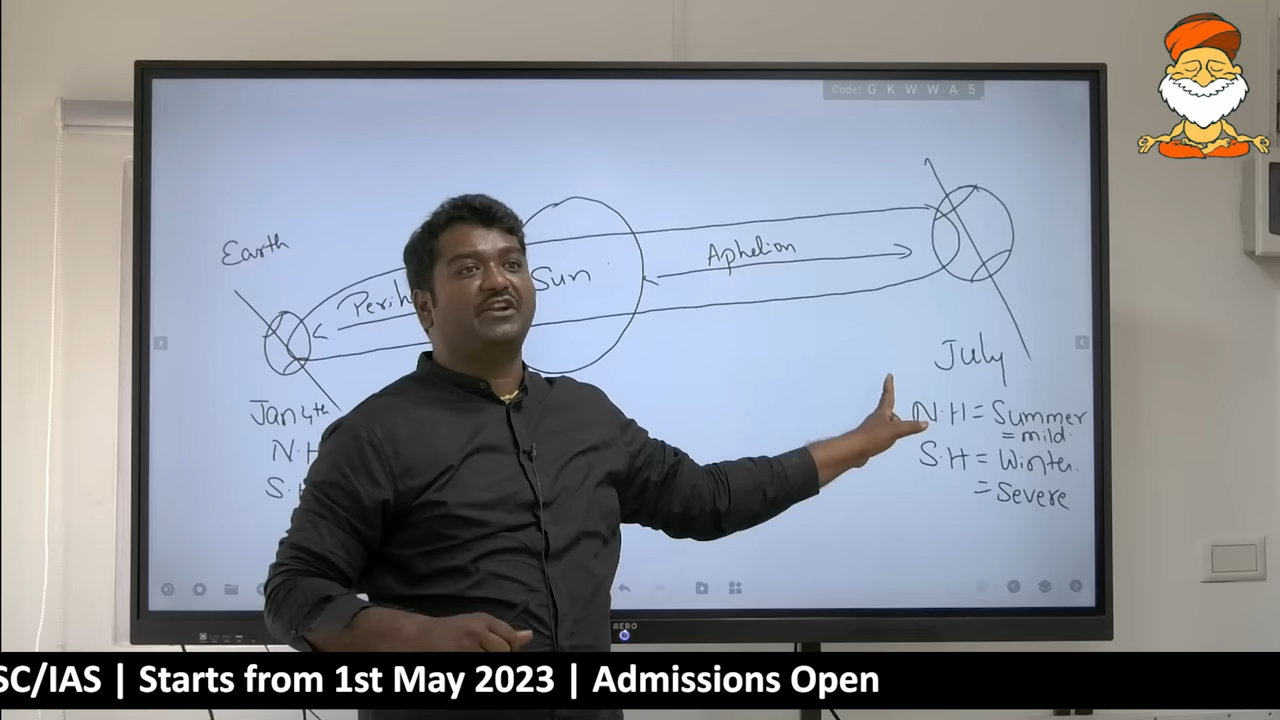 Code: G K W W A 5
Earth
Sun
Aphelion
Jan 4th
July
N.H = Summer
= mild.
S.H = Winter.
= Severe
AERO
SC/IAS | Starts from 1st May 2023 | Admissions Open